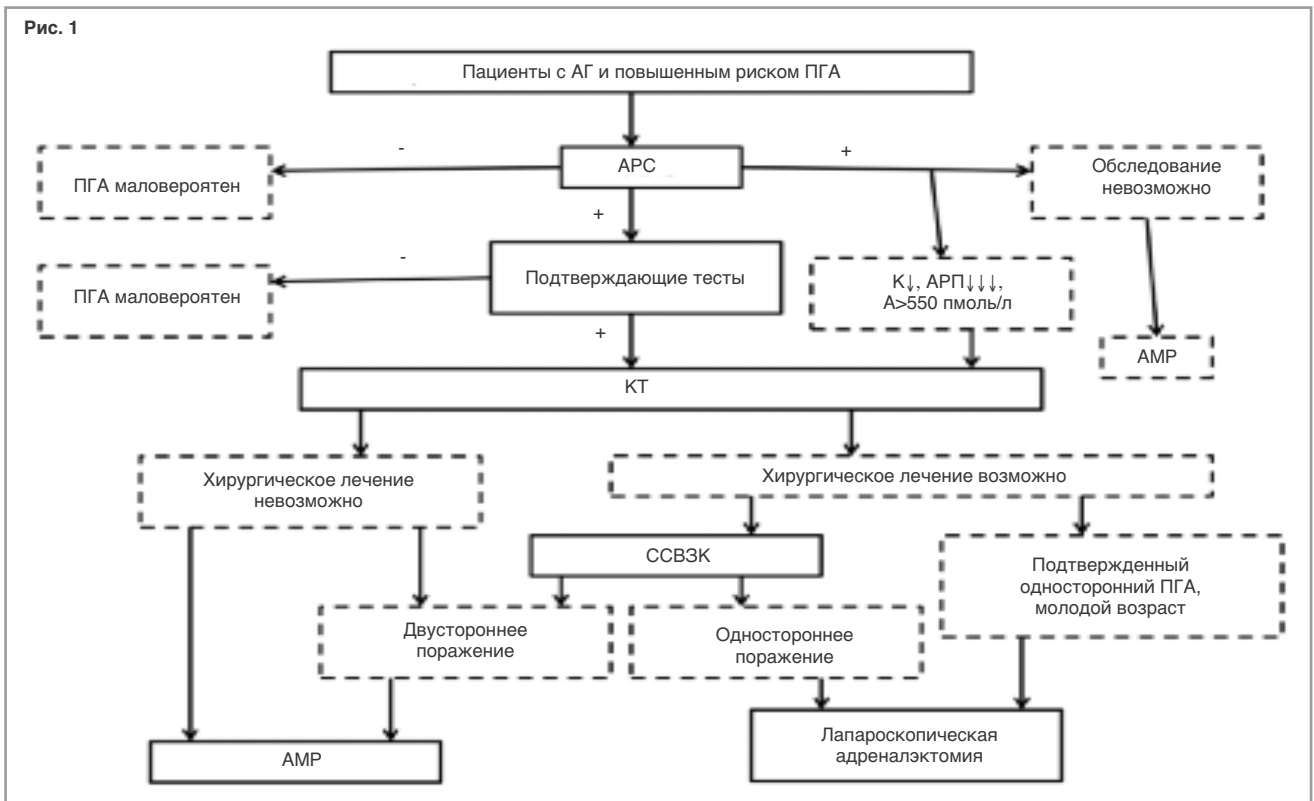 Рис. 1
Пациенты с АГ и повышенным риском ПГА
-
+
ПГА маловероятен
АРС
Обследование
невозможно
+
-
ПГА маловероятен
Подтверждающие тесты
К↓, АРП↓↓↓,
А>550 пмоль/л
+
АМР
КТ
Хирургическое лечение
невозможно
Хирургическое лечение возможно
ССВЗК
Подтвержденный
односторонний ПГА,
молодой возраст
Двустороннее
поражение
Одностороннее
поражение
АМР
Лапароскопическая
адреналэктомия